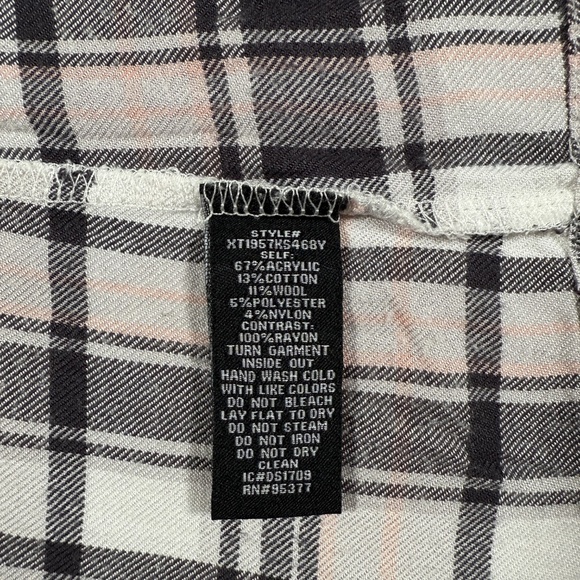 STYLE#
XT1957KS468Y
SELF:
67%ACRYLIC
13%COTTON
11%WOOL
5%POLYESTER
4%NYLON
CONTRAST:
100%RAYON
TURN GARMENT
INSIDE OUT
HAND WASH COLD
WITH LIKE COLORS
DO NOT BLEACH
LAY FLAT TO DRY
DO NOT STEAM
DO NOT IRON
DO NOT DRY
CLEAN
IC#DS1709
RN#95377